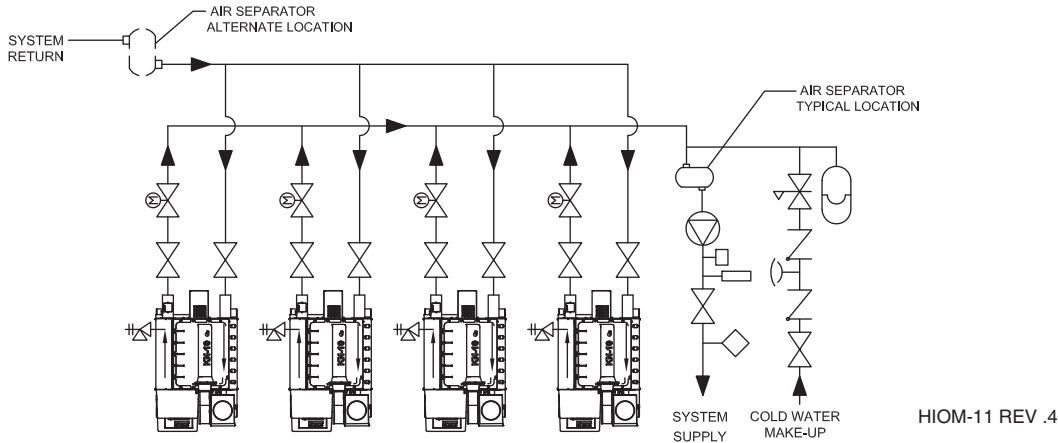 AIR SEPARATOR
ALTERNATE LOCATION
SYSTEM
RETURN
AIR SEPARATOR
TYPICAL LOCATION
M
M
M
M
SYSTEM
SUPPLY
COLD WATER
MAKE-UP
HIOM-11 REV .4